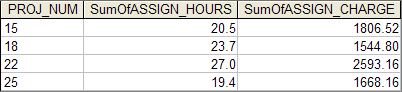 PROJ_NUM SumOfASSIGN_HOURS SumOfASSIGN_CHARGE
15 20.5 1806.52
18 23.7 1544.80
22 27.0 2593.16
25 19.4 1668.16